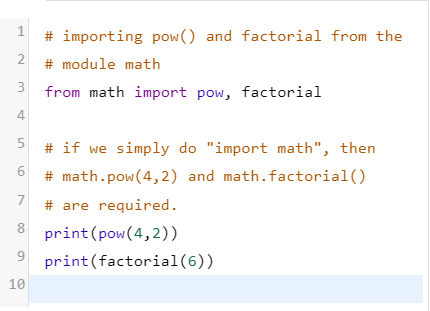 1 # importing pow() and factorial from the
2 # module math
3 from math import pow, factorial
4
5 # if we simply do "import math", then
6 # math.pow(4,2) and math.factorial()
7 # are required.
8 print(pow(4,2))
9 print(factorial(6))
10